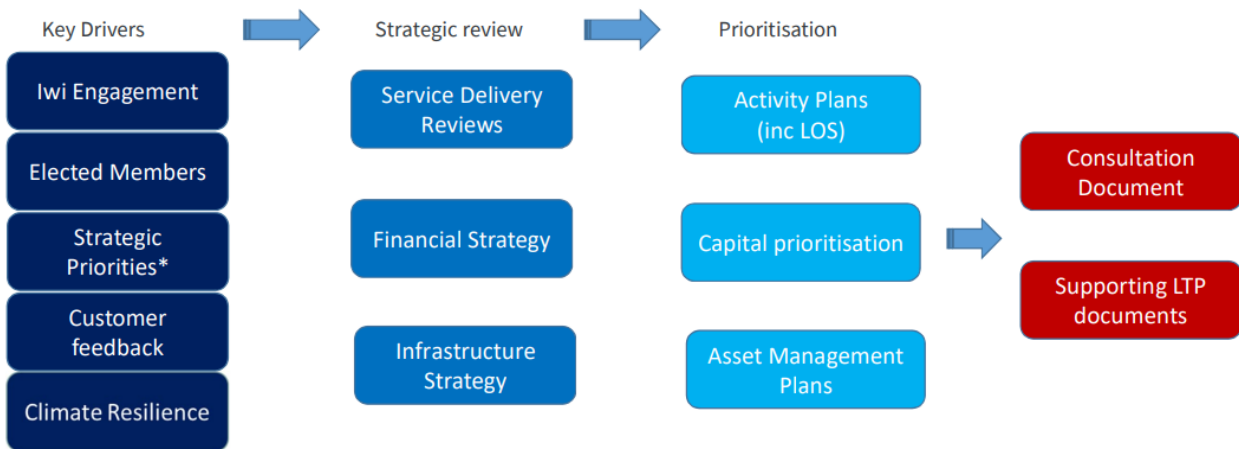 Key Drivers
Strategic review
Prioritisation
Iwi Engagement
Elected Members
Strategic
Priorities*
Customer
feedback
Climate Resilience
Service Delivery
Reviews
Financial Strategy
Infrastructure
Strategy
Activity Plans
(inc LOS)
Capital prioritisation
Asset Management
Plans
Consultation
Document
Supporting LTP
documents